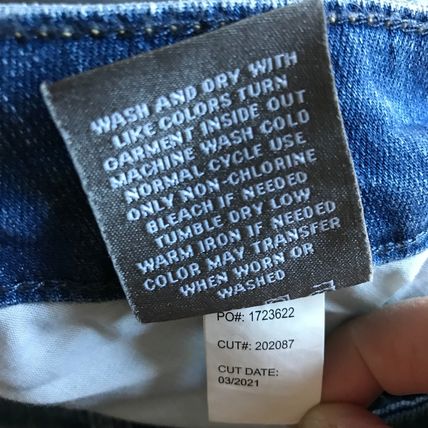 WASH AND DRY WITH
LIKE COLORS TURN
GARMENT INSIDE OUT
MACHINE WASH COLD
NORMAL CYCLE USE
ONLY NON-CHLORINE
BLEACH IF NEEDED
TUMBLE DRY LOW
WARM IRON IF NEEDED
COLOR MAY TRANSFER
WHEN WORN OR
WASHED
PO#: 1723622
CUT#: 202087
CUT DATE:
03/2021